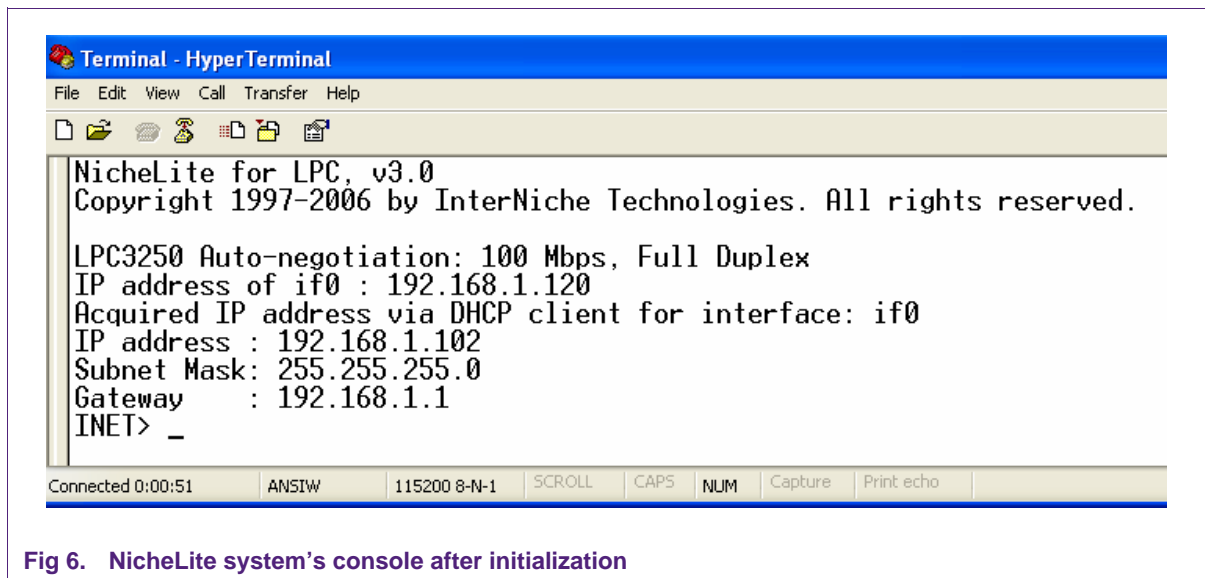 Terminal - HyperTerminal
File Edit View Call Transfer Help
NicheLite for LPC, v3.0
Copyright 1997-2006 by InterNiche Technologies. All rights reserved.
LPC3250 Auto-negotiation: 100 Mbps, Full Duplex
IP address of if0 : 192.168.1.120
Acquired IP address via DHCP client for interface: if0
IP address : 192.168.1.102
Subnet Mask: 255.255.255.0
Gateway    : 192.168.1.1
INET> _
Connected 0:00:51 ANSIW 115200 8-N-1 SCROLL CAPS NUM Capture Print echo
Fig 6. NicheLite system’s console after initialization